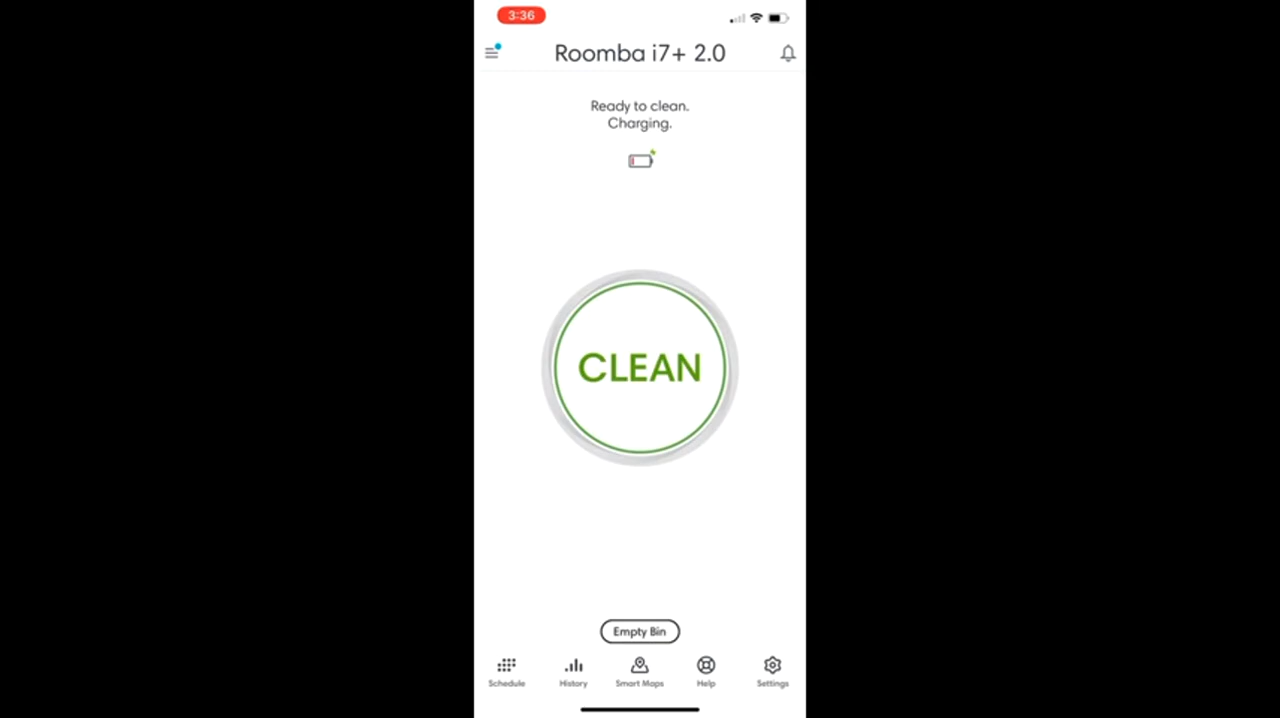 3:36
Roomba i7+ 2.0
Ready to clean.
Charging.
CLEAN
Empty Bin
Schedule
History
Smart Maps
Help
Settings